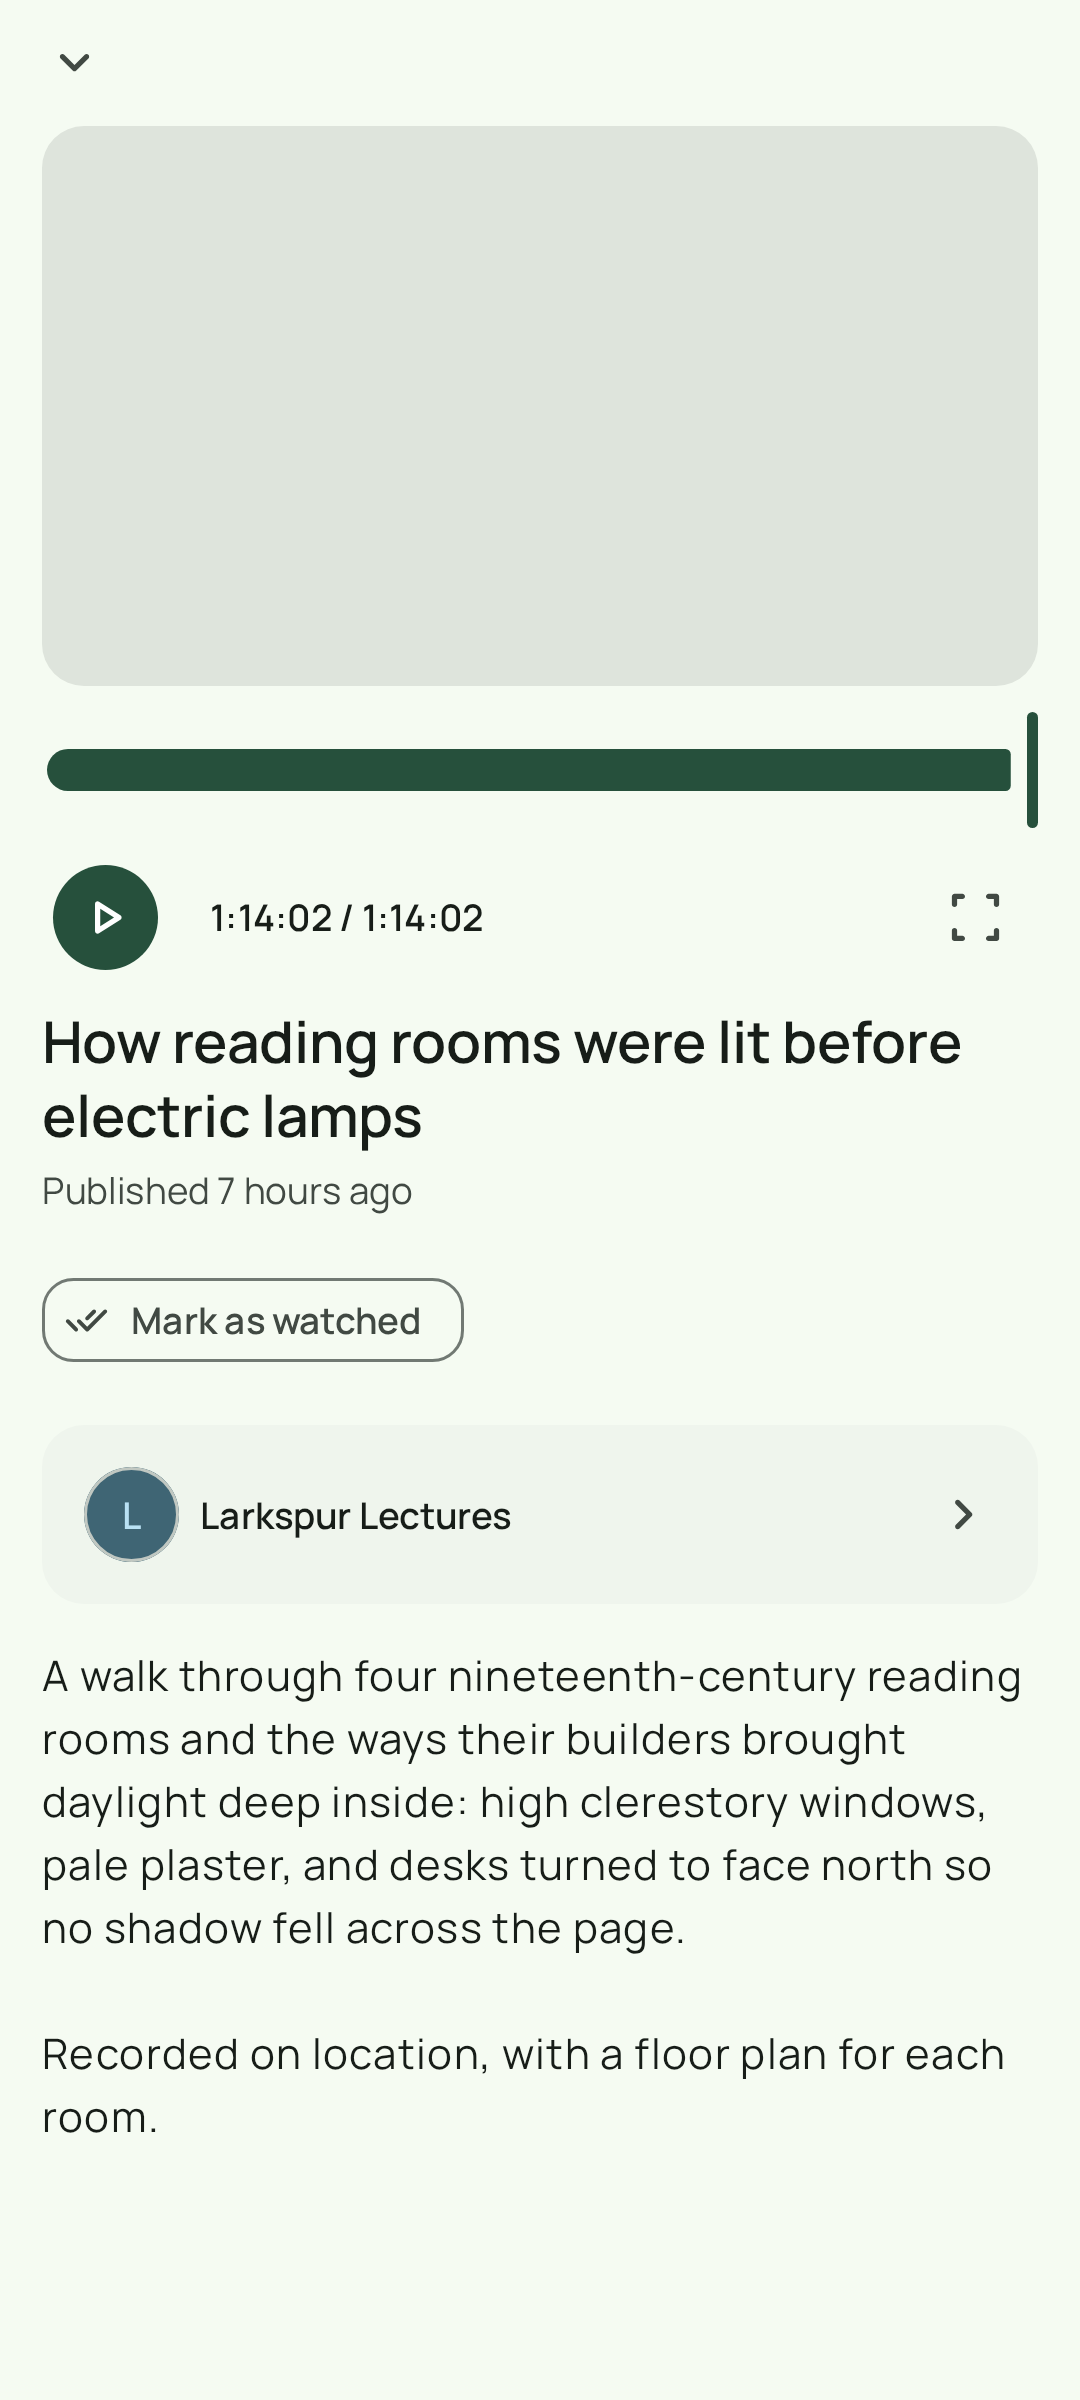 1:14:02 / 1:14:02
How reading rooms were lit before
electric lamps
Published 7 hours ago
Mark as watched
L
Larkspur Lectures
A walk through four nineteenth-century reading
rooms and the ways their builders brought
daylight deep inside: high clerestory windows,
pale plaster, and desks turned to face north so
no shadow fell across the page.
Recorded on location, with a floor plan for each
room.